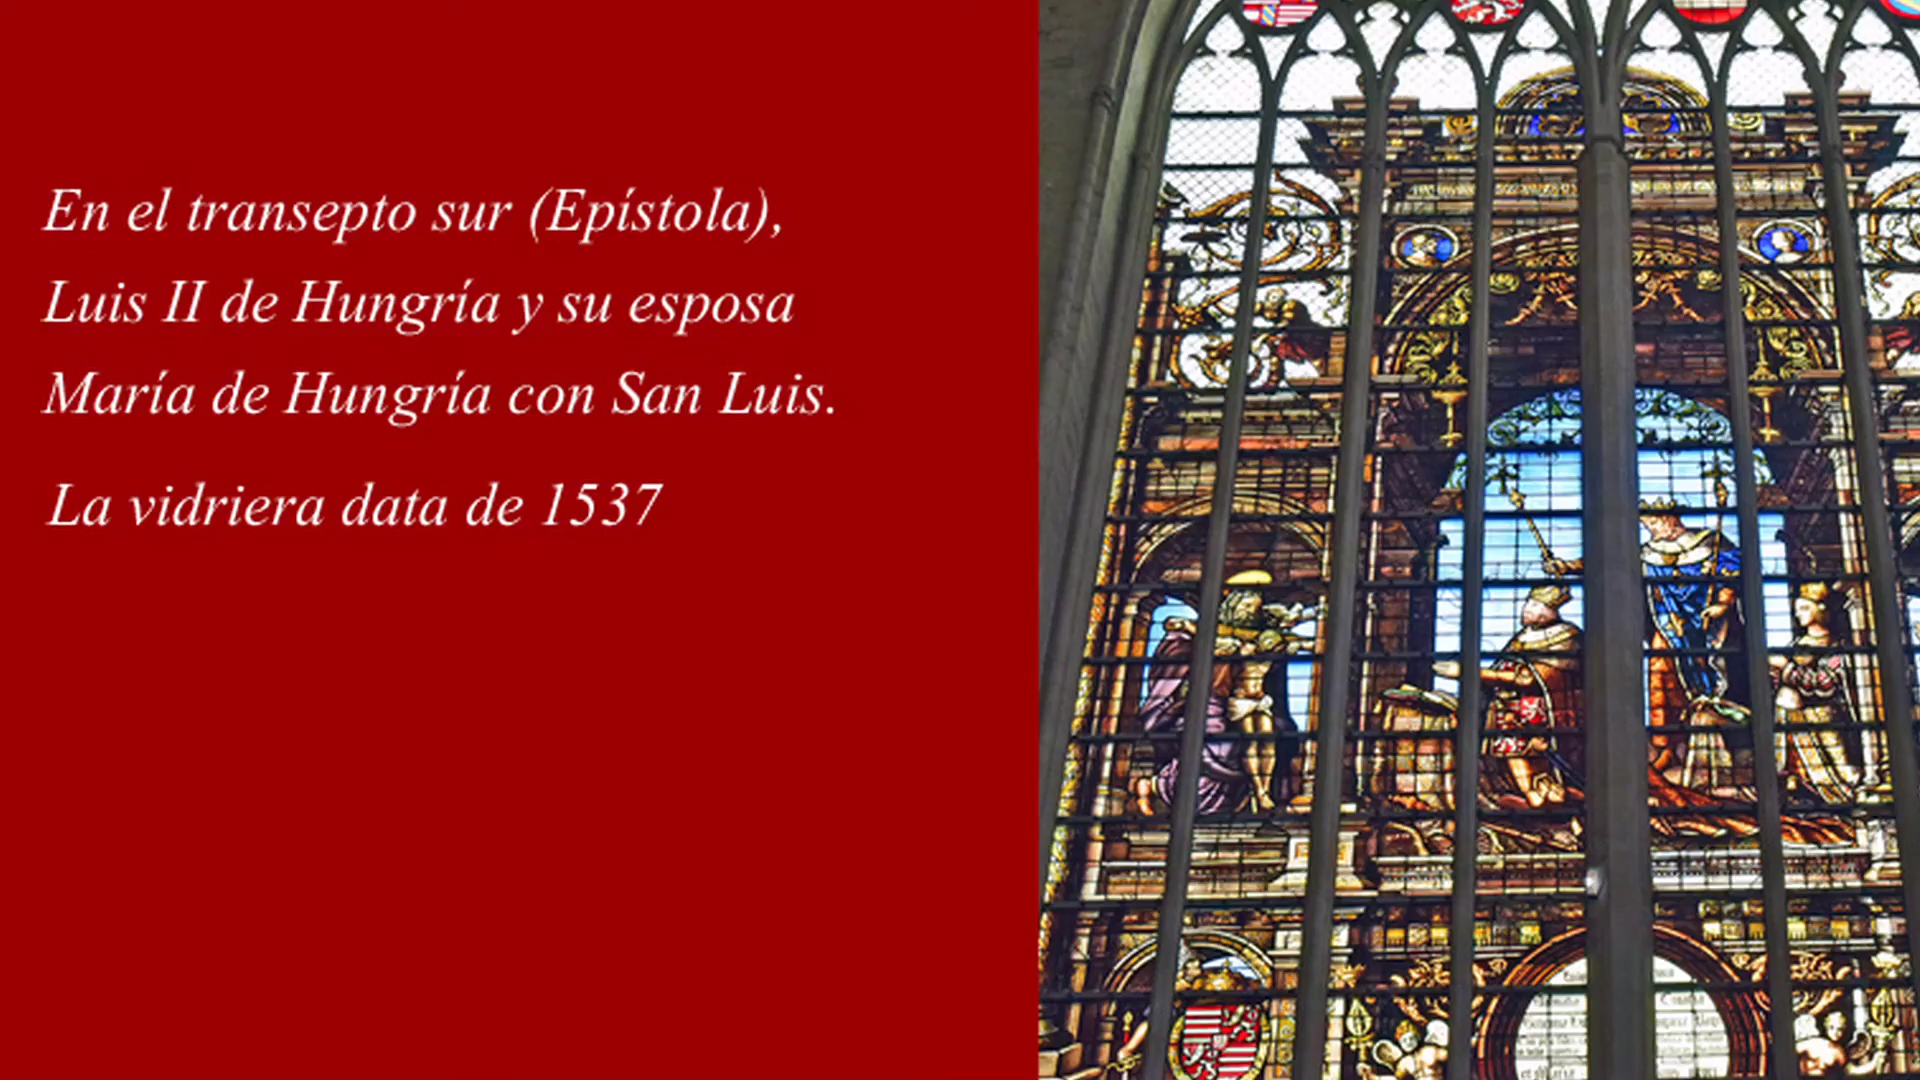 En el transepto sur (Epístola),
Luis II de Hungría y su esposa
María de Hungría con San Luis.
La vidriera data de 1537